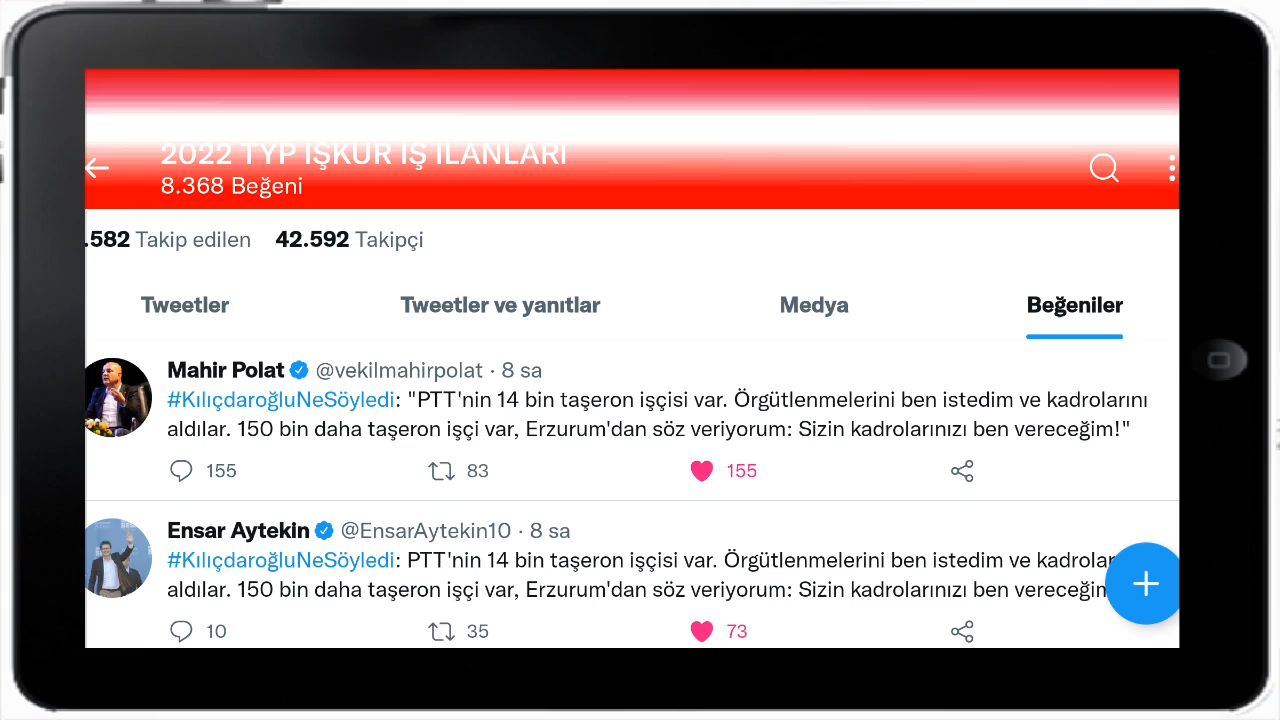 2022 TYP İŞKUR İŞ İLANLARI
8.368 Beğeni
.582 Takip edilen 42.592 Takipçi
Tweetler Tweetler ve yanıtlar Medya Beğeniler
Mahir Polat @vekilmahirpolat · 8 sa
#KılıçdaroğluNeSöyledi: "PTT'nin 14 bin taşeron işçisi var. Örgütlenmelerini ben istedim ve kadrolarını
aldılar. 150 bin daha taşeron işçi var, Erzurum'dan söz veriyorum: Sizin kadrolarınızı ben vereceğim!"
155 83 155
Ensar Aytekin @EnsarAytekin10 · 8 sa
#KılıçdaroğluNeSöyledi: PTT'nin 14 bin taşeron işçisi var. Örgütlenmelerini ben istedim ve
aldılar. 150 bin daha taşeron işçi var, Erzurum'dan söz veriyorum: Sizin kadrolarınızı ben
10 35 73